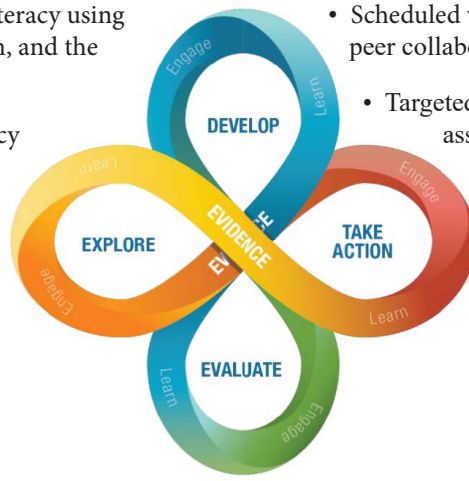 teracy using
n, and the
cy
• Scheduled
peer collabo
• Targeted
ass
Engage
Learn
DEVELOP
Learn
Engage
EVIDENCE
EXPLORE
TAKE
ACTION
Engage
Learn
EVALUATE
Learn
Engage